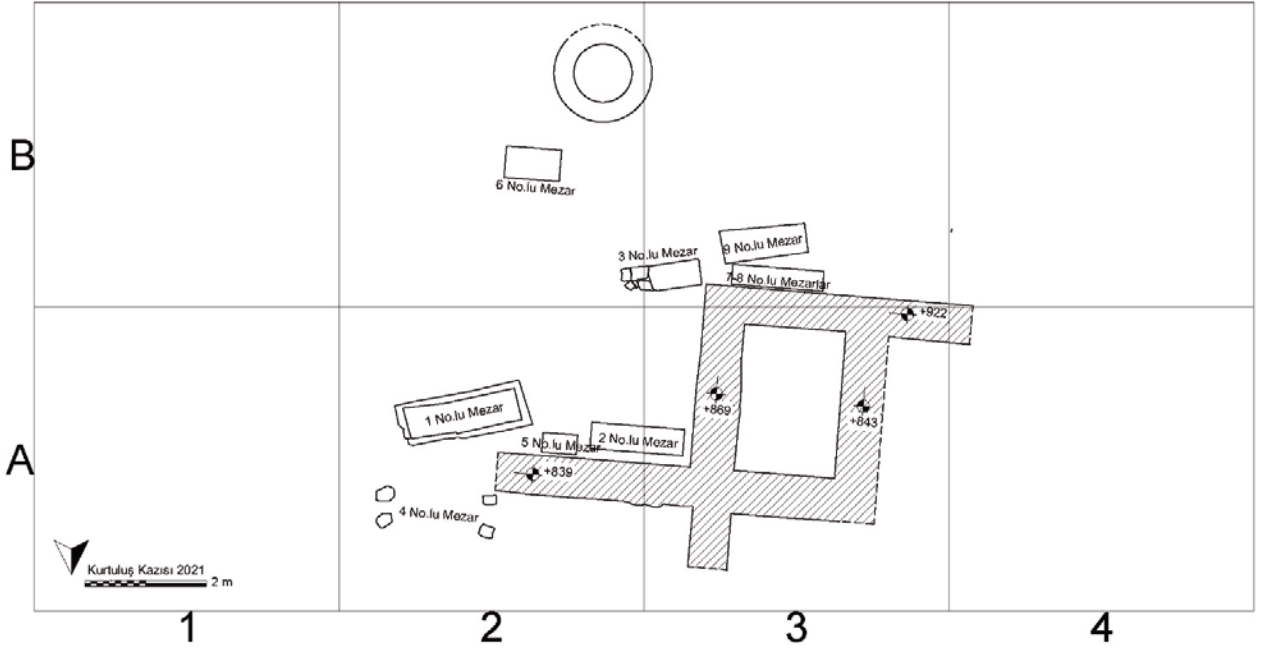 B
6 No.lu Mezar
3 No.lu Mezar
9 No.lu Mezar
7-8 No.lu Mezarlar
+922
+869
+843
1 No.lu Mezar
5 No.lu Mezar
2 No.lu Mezar
A
+839
4 No.lu Mezar
Kurtuluş Kazısı 2021
2 m
1 2 3 4